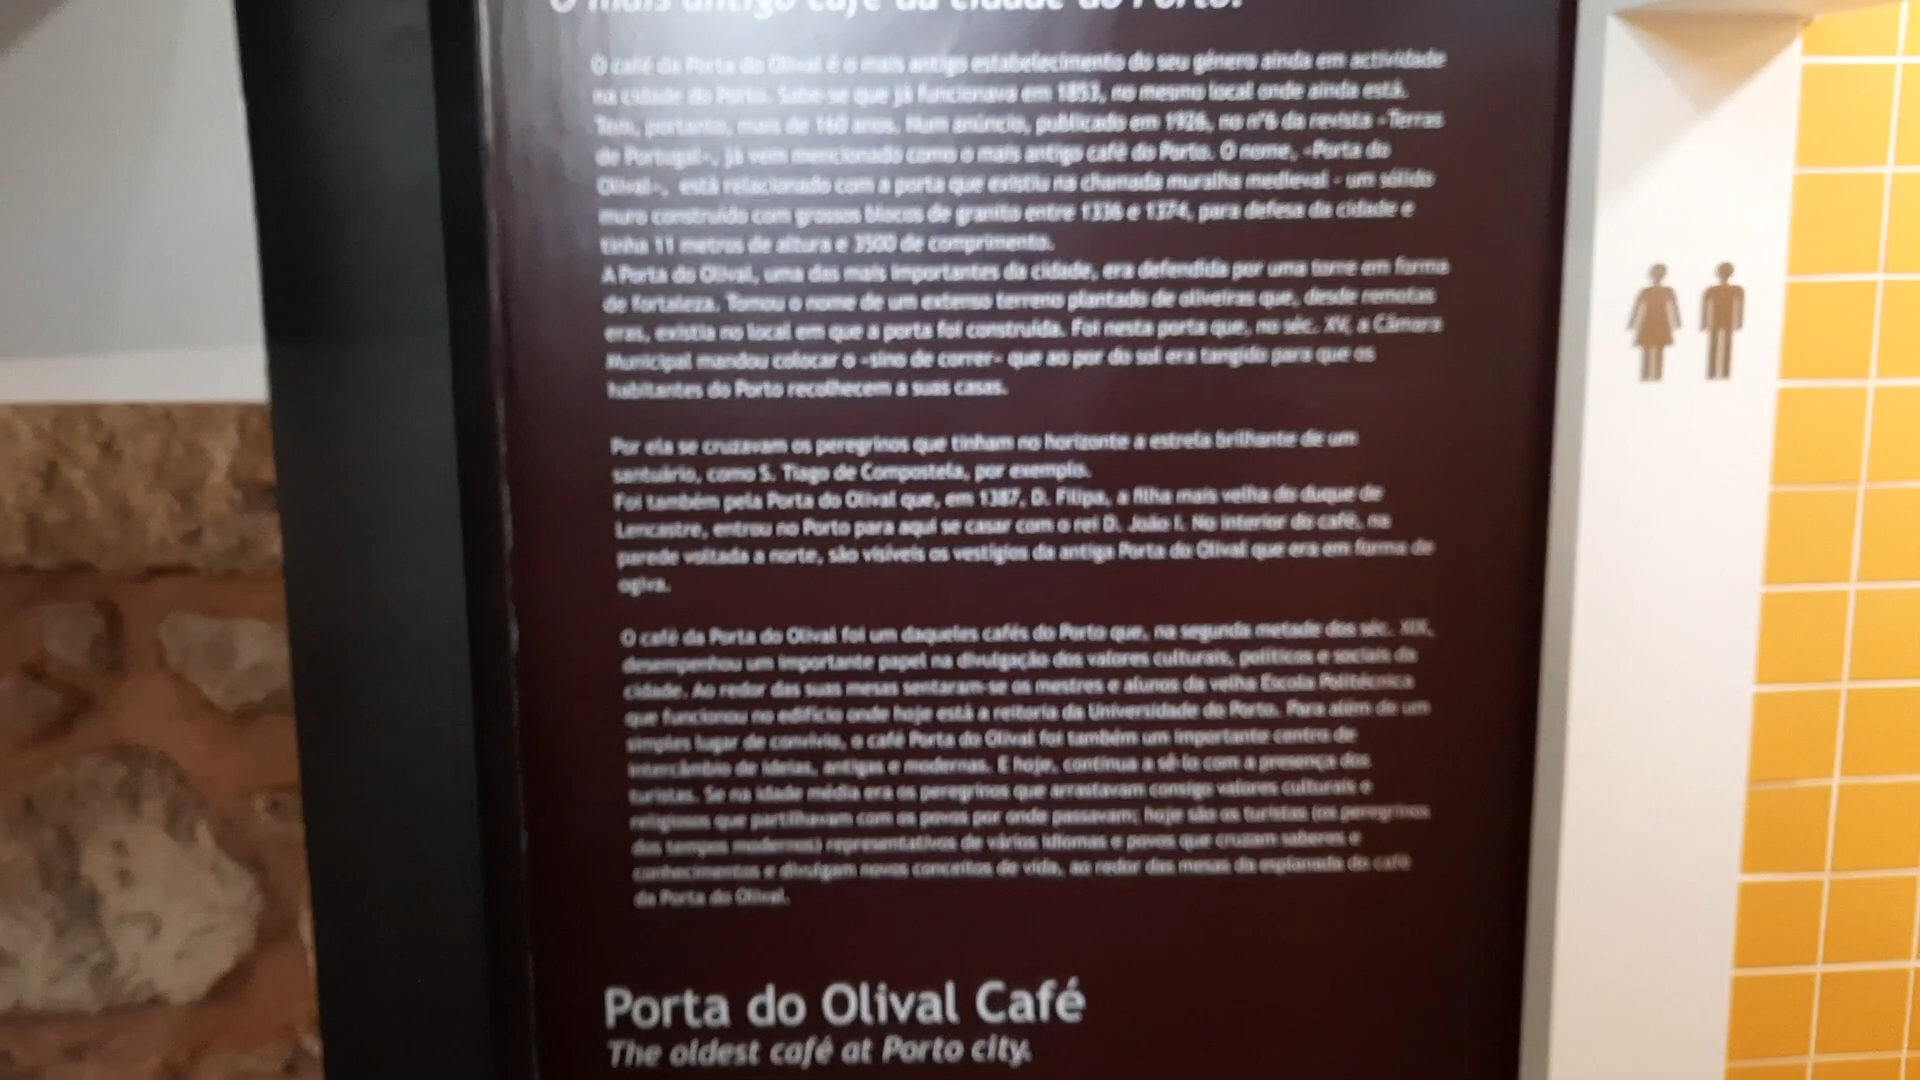 O mais antigo café da cidade do Porto.
O café da Porta do Olival é o mais antigo estabelecimento do seu género ainda em actividade
na cidade do Porto. Sabe-se que já funcionava em 1853, no mesmo local onde ainda está.
Tem, portanto, mais de 160 anos. Num anúncio, publicado em 1926, no nº6 da revista «Terras
de Portugal», já vem mencionado como o mais antigo café do Porto. O nome, «Porta do
Olival», está relacionado com a porta que existiu na chamada muralha medieval - um sólido
muro construído com grossos blocos de granito entre 1336 e 1374, para defesa da cidade e
tinha 11 metros de altura e 3500 de comprimento.
A Porta do Olival, uma das mais importantes da cidade, era defendida por uma torre em forma
de fortaleza. Tomou o nome de um extenso terreno plantado de oliveiras que, desde remotas
eras, existia no local em que a porta foi construída. Foi nesta porta que, no séc. XV, a Câmara
Municipal mandou colocar o «sino de correr» que ao por do sol era tangido para que os
habitantes do Porto recolhecem a suas casas.
Por ela se cruzavam os peregrinos que tinham no horizonte a estrela brilhante de um
santuário, como S. Tiago de Compostela, por exemplo.
Foi também pela Porta do Olival que, em 1387, D. Filipa, a filha mais velha do duque de
Lencastre, entrou no Porto para aqui se casar com o rei D. João I. No interior do café, na
parede voltada a norte, são visíveis os vestígios da antiga Porta do Olival que era em forma de
ogiva.
O café da Porta do Olival foi um daqueles cafés do Porto que, na segunda metade dos séc. XIX,
desempenhou um importante papel na divulgação dos valores culturais, políticos e sociais da
cidade. Ao redor das suas mesas sentaram-se os mestres e alunos da velha Escola Politécnica
que funcionou no edifício onde hoje está a reitoria da Universidade do Porto. Para além de um
simples lugar de convívio, o café Porta do Olival foi também um importante centro de
intercâmbio de ideias, antigas e modernas. E hoje, continua a sê-lo com a presença dos
turistas. Se na idade média era os peregrinos que arrastavam consigo valores culturais e
religiosos que partilhavam com os povos por onde passavam; hoje são os turistas (os peregrinos
dos tempos modernos) representativos de vários idiomas e povos que cruzam saberes e
conhecimentos e divulgam novos conceitos de vida, ao redor das mesas da esplanada do café
da Porta do Olival.
Porta do Olival Café
The oldest café at Porto city.